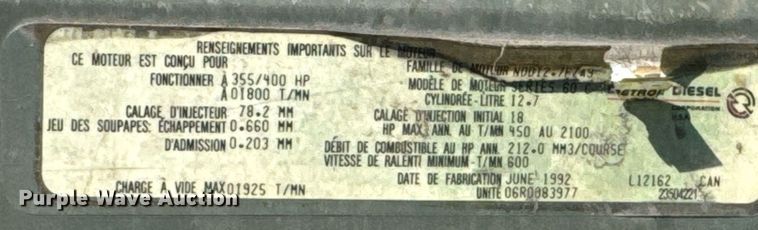 RENSEIGNEMENTS IMPORTANTS SUR LE MOTEUR
CE MOTEUR EST CONÇU POUR
FONCTIONNER À 355/400 HP
À 01800 T/MN
CALAGE D'INJECTEUR 78.2 MM
JEU DES SOUPAPES: ÉCHAPPEMENT 0.660 MM
D'ADMISSION 0.203 MM
CHARGE À VIDE MAX 01925 T/MN
FAMILLE DE MOTEUR
MODÈLE DE MOTEUR SERIES 60
CYLINDRÉE-LITRE 12.7
CALAGE D'INJECTION INITIAL 18
HP MAX. ANN. AU T/MN 450 AU 2100
DÉBIT DE COMBUSTIBLE AU HP ANN. 212.0 MM3/COURSE
VITESSE DE RALENTI MINIMUM-T/MN 600
DATE DE FABRICATION JUNE 1992
UNITÉ 06R0083977
DIESEL
CORPORATION
USA
L12162 CAN
23504221
Purple Wave Auction